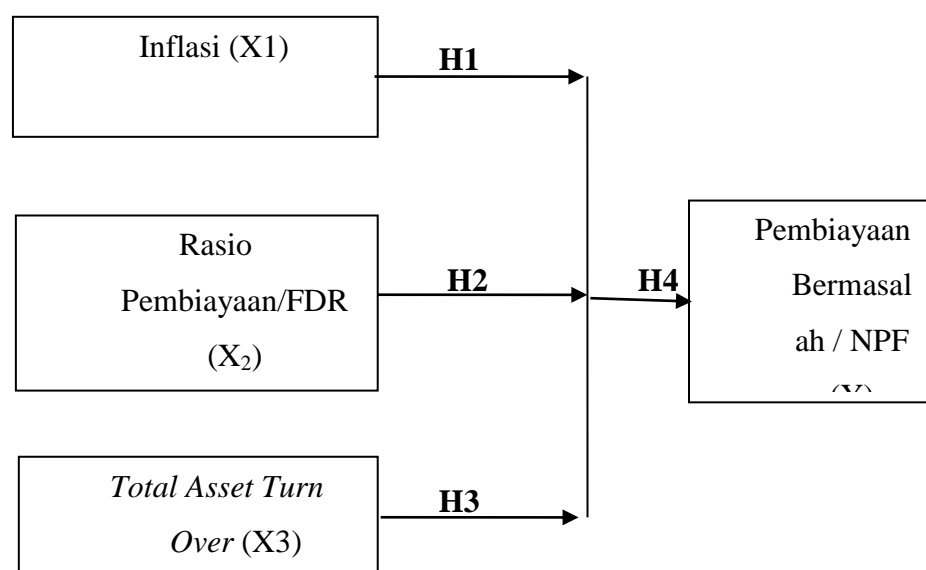 Inflasi (X1)
H1
Rasio
Pembiayaan/FDR
(X₂)
H2
H4
Pembiayaan
Bermasal
ah / NPF
Total Asset Turn
Over (X3)
H3